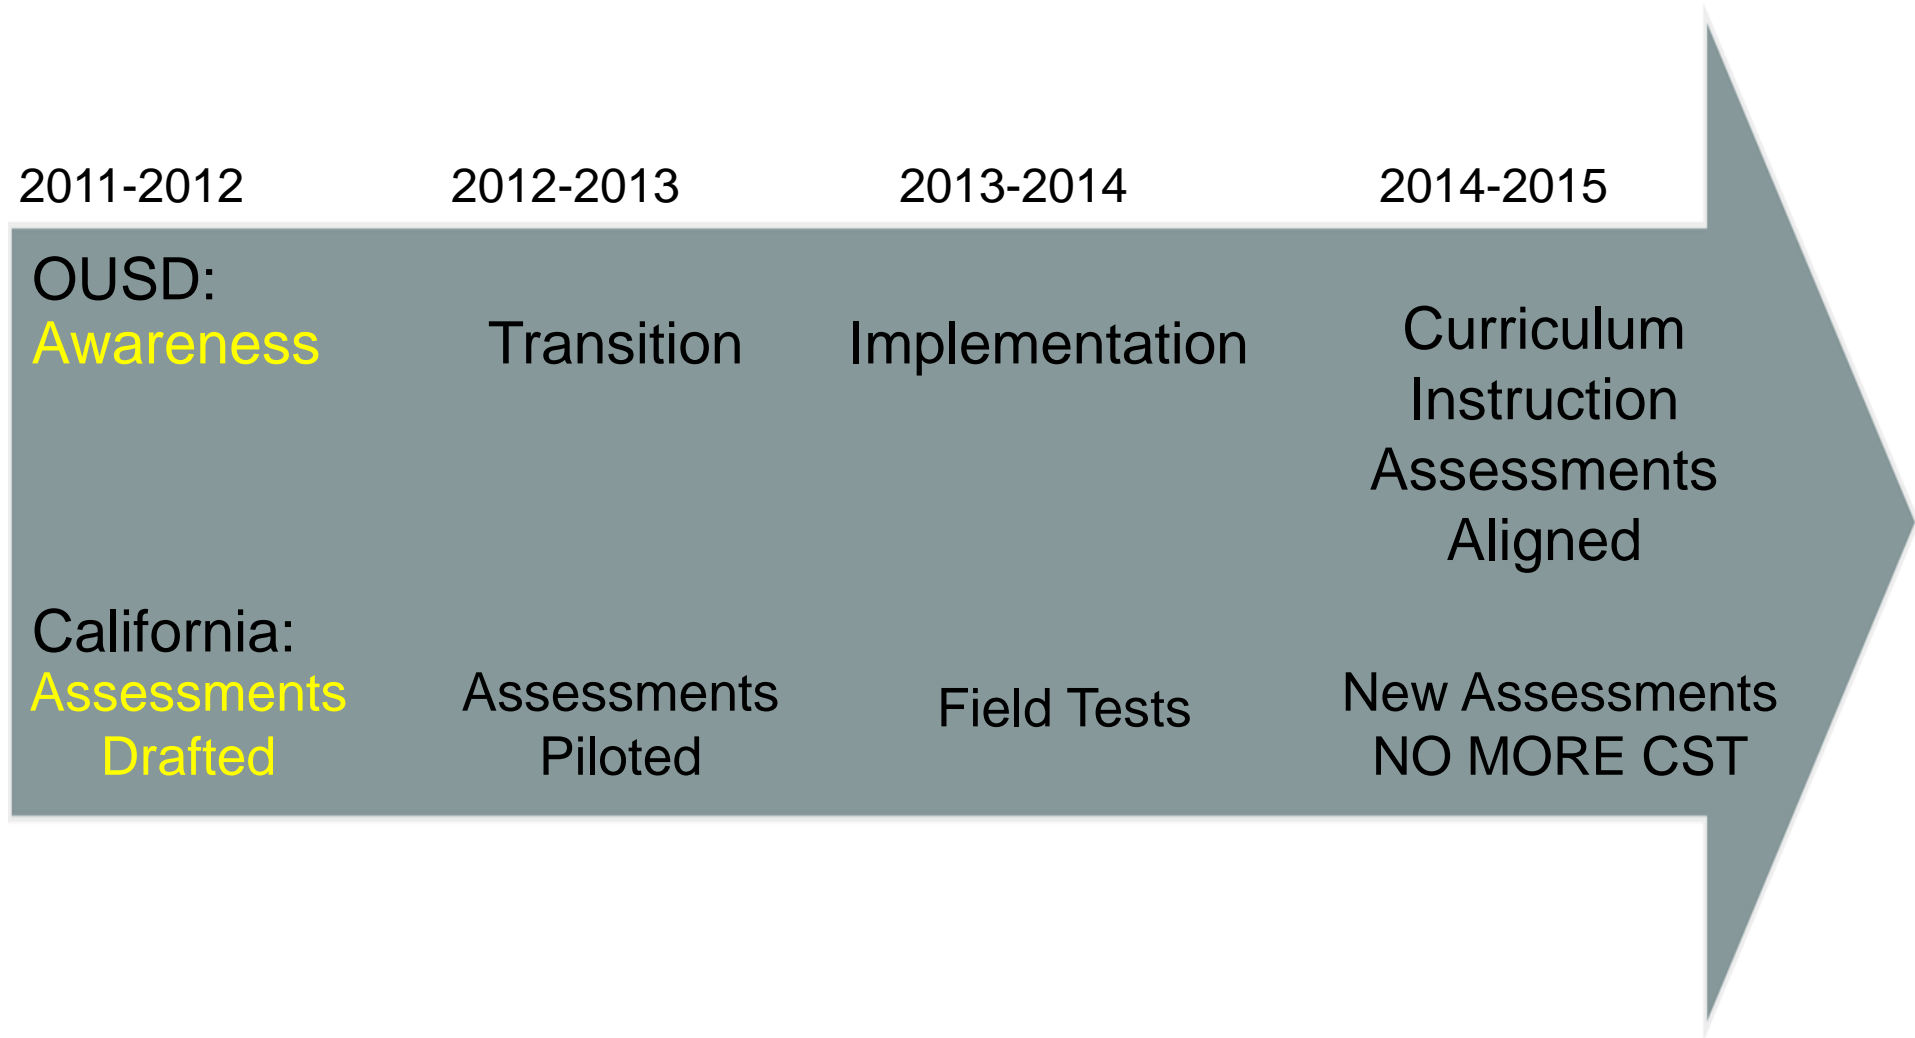 2011-2012
2012-2013
2013-2014
2014-2015
OUSD:
Awareness
Transition
Implementation
Curriculum
Instruction
Assessments
Aligned
California:
Assessments
Drafted
Assessments
Piloted
Field Tests
New Assessments
NO MORE CST